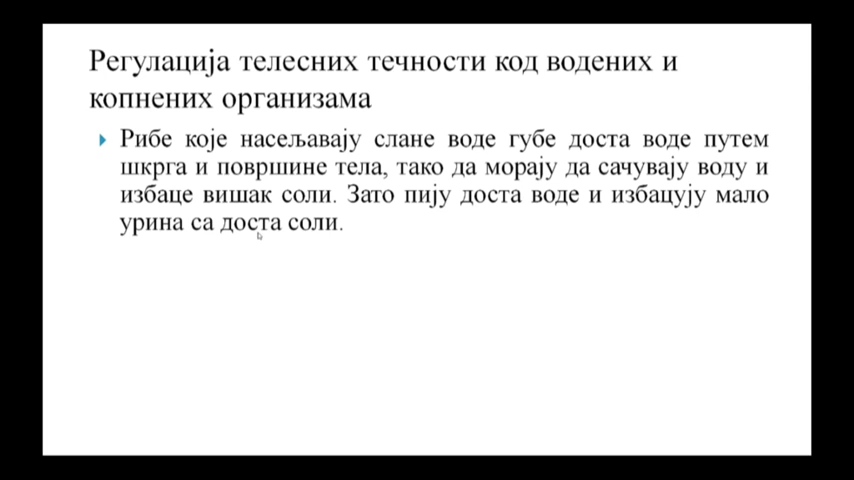 Регулација телесних течности код водених и
копнених организама
Рибе које насељавају слане воде губе доста воде путем
шкрга и површине тела, тако да морају да сачувају воду и
избаце вишак соли. Зато пију доста воде и избацују мало
урина са доста соли.